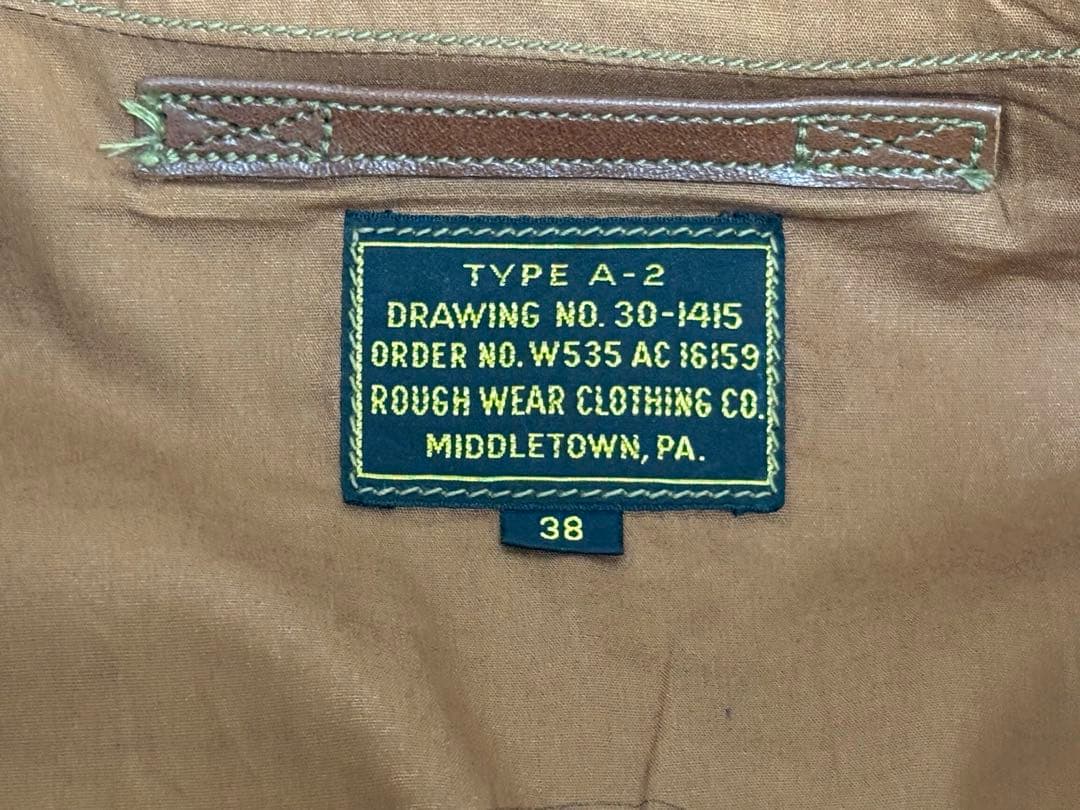 TYPE A-2
DRAWING NO. 30-1415
ORDER NO. W535 AC 16159
ROUGH WEAR CLOTHING CO.
MIDDLETOWN, PA.
38